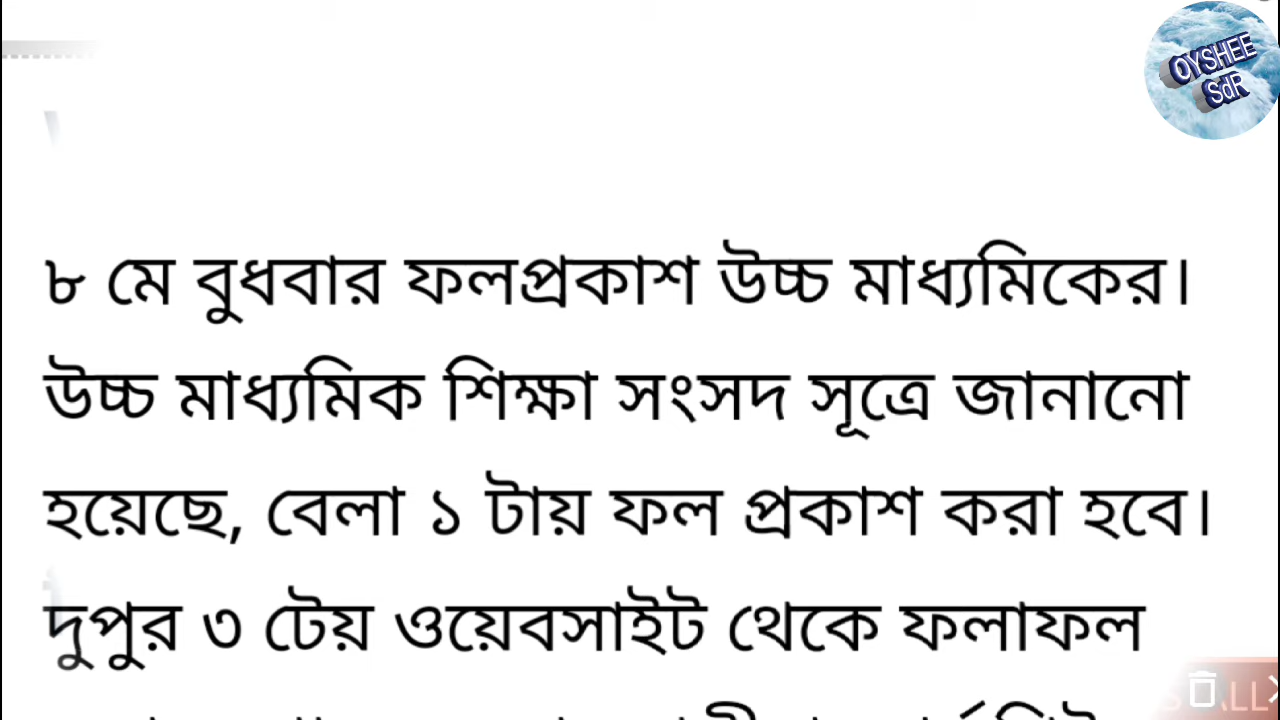 OYSHEE
SdR
৮ মে বুধবার ফলপ্রকাশ উচ্চ মাধ্যমিকের।
উচ্চ মাধ্যমিক শিক্ষা সংসদ সূত্রে জানানো
হয়েছে, বেলা ১ টায় ফল প্রকাশ করা হবে।
দুপুর ৩ টেয় ওয়েবসাইট থেকে ফলাফল